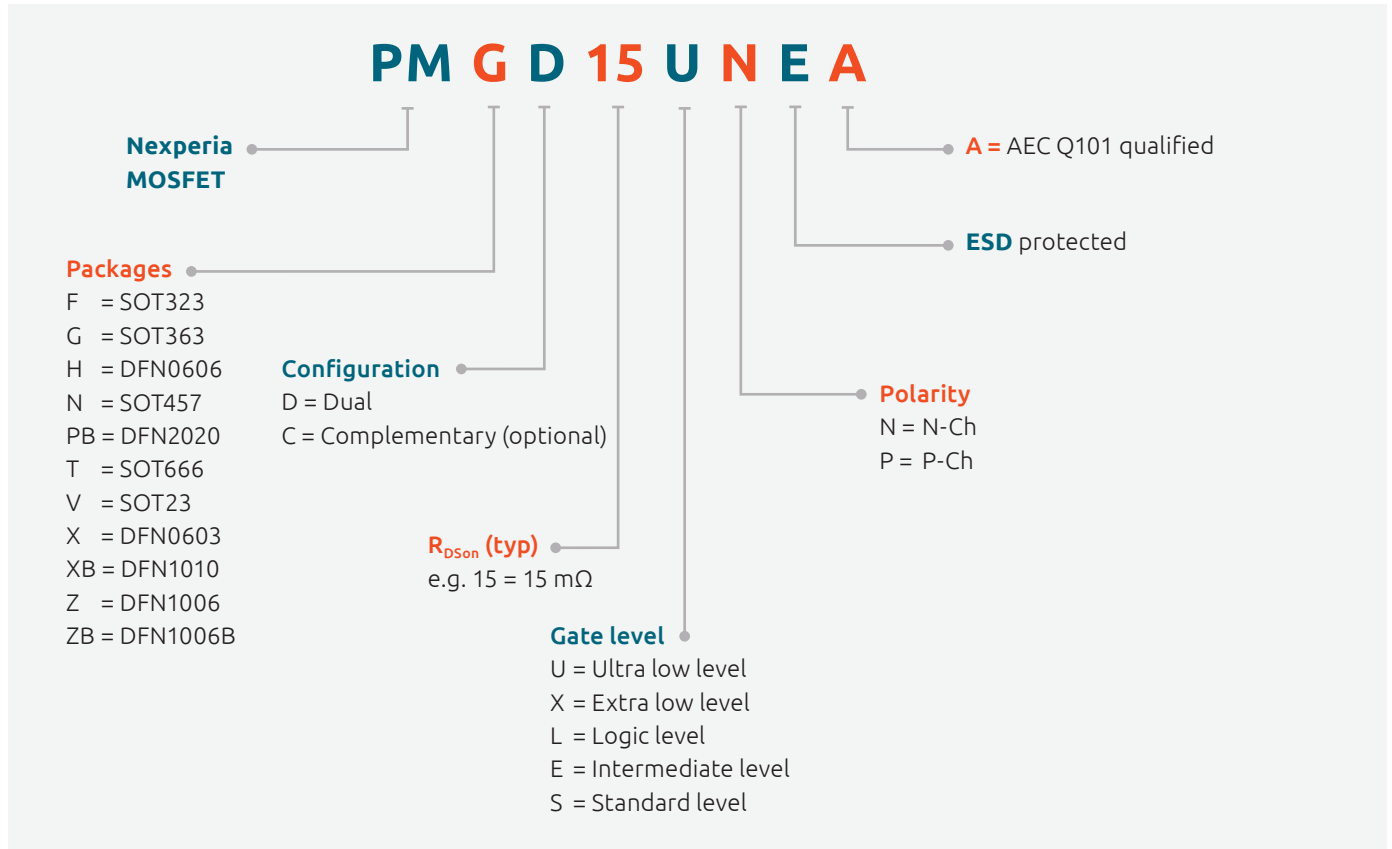 PM G D 15 U N E A
Nexperia
MOSFET
A = AEC Q101 qualified
ESD protected
Packages
F = SOT323
G = SOT363
H = DFN0606
N = SOT457
PB = DFN2020
T = SOT666
V = SOT23
X = DFN0603
XB = DFN1010
Z = DFN1006
ZB = DFN1006B
Configuration
D = Dual
C = Complementary (optional)
Polarity
N = N-Ch
P = P-Ch
RDSon (typ)
e.g. 15 = 15 mΩ
Gate level
U = Ultra low level
X = Extra low level
L = Logic level
E = Intermediate level
S = Standard level